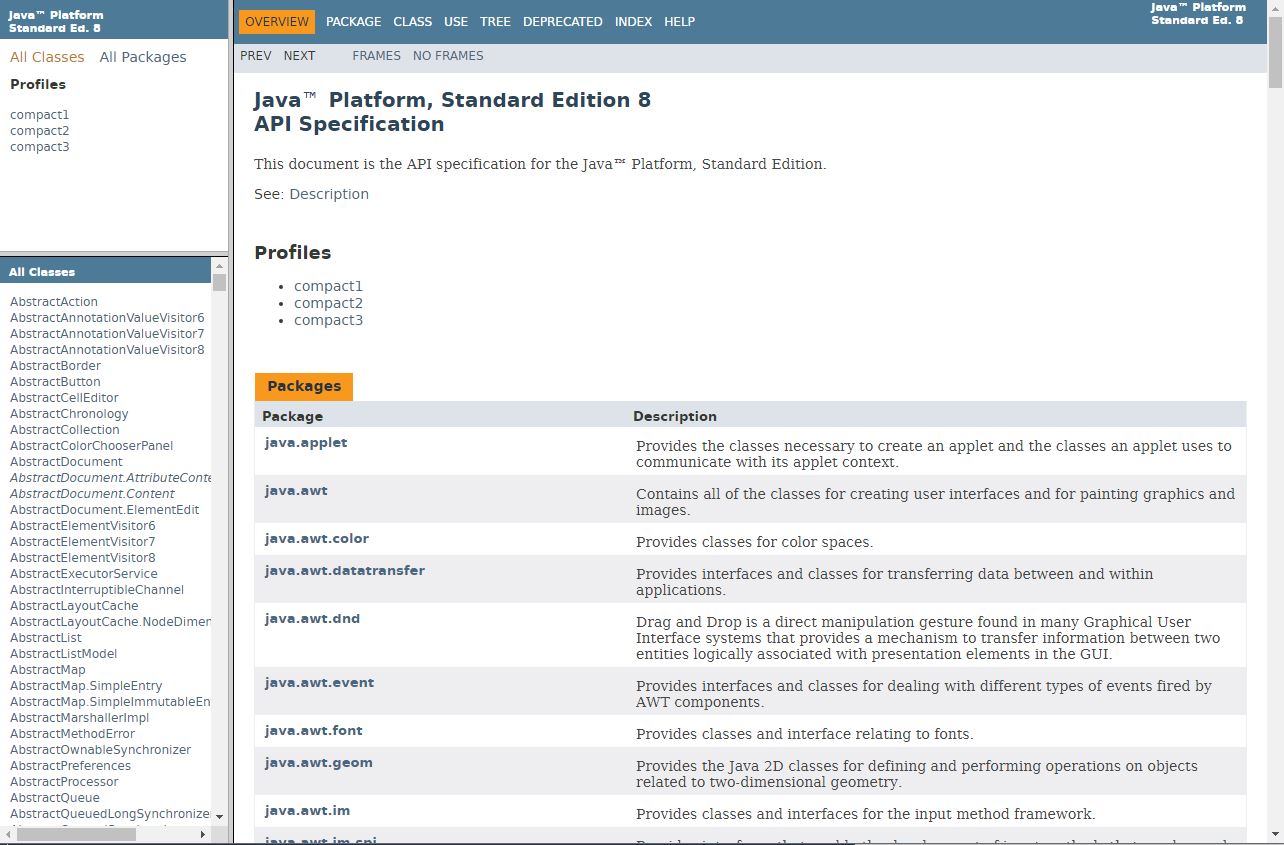 Java™ Platform
Standard Ed. 8
All Classes All Packages
Profiles
compact1
compact2
compact3
All Classes
AbstractAction
AbstractAnnotationValueVisitor6
AbstractAnnotationValueVisitor7
AbstractAnnotationValueVisitor8
AbstractBorder
AbstractButton
AbstractCellEditor
AbstractChronology
AbstractCollection
AbstractColorChooserPanel
AbstractDocument
AbstractDocument.AttributeConte
AbstractDocument.Content
AbstractDocument.ElementEdit
AbstractElementVisitor6
AbstractElementVisitor7
AbstractElementVisitor8
AbstractExecutorService
AbstractInterruptibleChannel
AbstractLayoutCache
AbstractLayoutCache.NodeDimen
AbstractList
AbstractListModel
AbstractMap
AbstractMap.SimpleEntry
AbstractMap.SimpleImmutableEn
AbstractMarshallerImpl
AbstractMethodError
AbstractOwnableSynchronizer
AbstractPreferences
AbstractProcessor
AbstractQueue
AbstractQueuedLongSynchronize
OVERVIEW PACKAGE CLASS USE TREE DEPRECATED INDEX HELP
Java™ Platform
Standard Ed. 8
PREV NEXT FRAMES NO FRAMES
Java™ Platform, Standard Edition 8
API Specification
This document is the API specification for the Java™ Platform, Standard Edition.
See: Description
Profiles
• compact1
• compact2
• compact3
Packages
Package Description
java.applet Provides the classes necessary to create an applet and the classes an applet uses to
communicate with its applet context.
java.awt Contains all of the classes for creating user interfaces and for painting graphics and
images.
java.awt.color Provides classes for color spaces.
java.awt.datatransfer Provides interfaces and classes for transferring data between and within
applications.
java.awt.dnd Drag and Drop is a direct manipulation gesture found in many Graphical User
Interface systems that provides a mechanism to transfer information between two
entities logically associated with presentation elements in the GUI.
java.awt.event Provides interfaces and classes for dealing with different types of events fired by
AWT components.
java.awt.font Provides classes and interface relating to fonts.
java.awt.geom Provides the Java 2D classes for defining and performing operations on objects
related to two-dimensional geometry.
java.awt.im Provides classes and interfaces for the input method framework.
java.awt.im.spi